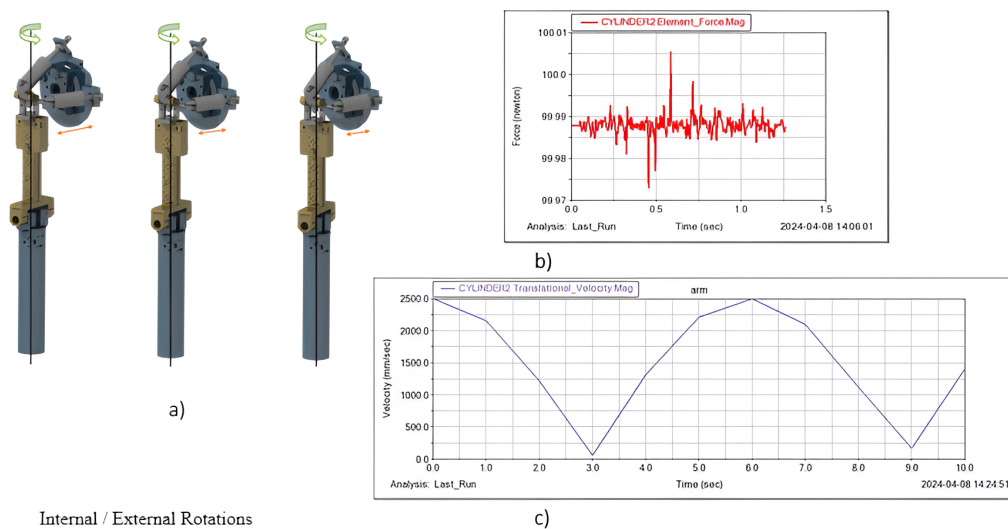 CYLINDER2 Element_Force Mag
100.01
100.0
99.99
99.98
99.97
Force (newton)
0.0 0.5 1.0 1.5
Analysis: Last_Run Time (sec) 2024-04-08 14:06:01
b)
CYLINDER2 Translational_Velocity Mag
arm
2500.0
2000.0
1500.0
1000.0
500.0
0.0
Velocity (mm/sec)
0.0 1.0 2.0 3.0 4.0 5.0 6.0 7.0 8.0 9.0 10.0
Analysis: Last_Run Time (sec) 2024-04-08 14:24:51
a)
Internal / External Rotations
c)